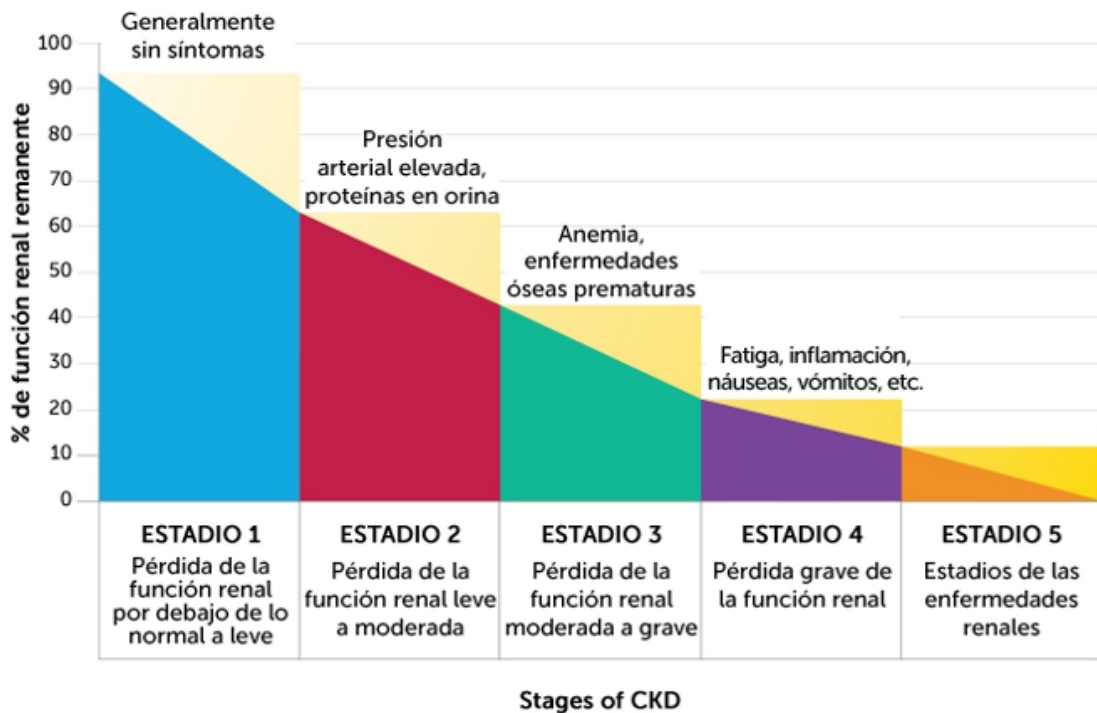 Generalmente
sin síntomas
Presión
arterial elevada,
proteínas en orina
Anemia,
enfermedades
óseas prematuras
Fatiga, inflamación,
náuseas, vómitos, etc.
% de función renal remanente
100
90
80
70
60
50
40
30
20
10
0
ESTADIO 1
Pérdida de la
función renal
por debajo de lo
normal a leve
ESTADIO 2
Pérdida de la
función renal leve
a moderada
ESTADIO 3
Pérdida de la
función renal
moderada a grave
ESTADIO 4
Pérdida grave de
la función renal
ESTADIO 5
Estadios de las
enfermedades
renales
Stages of CKD